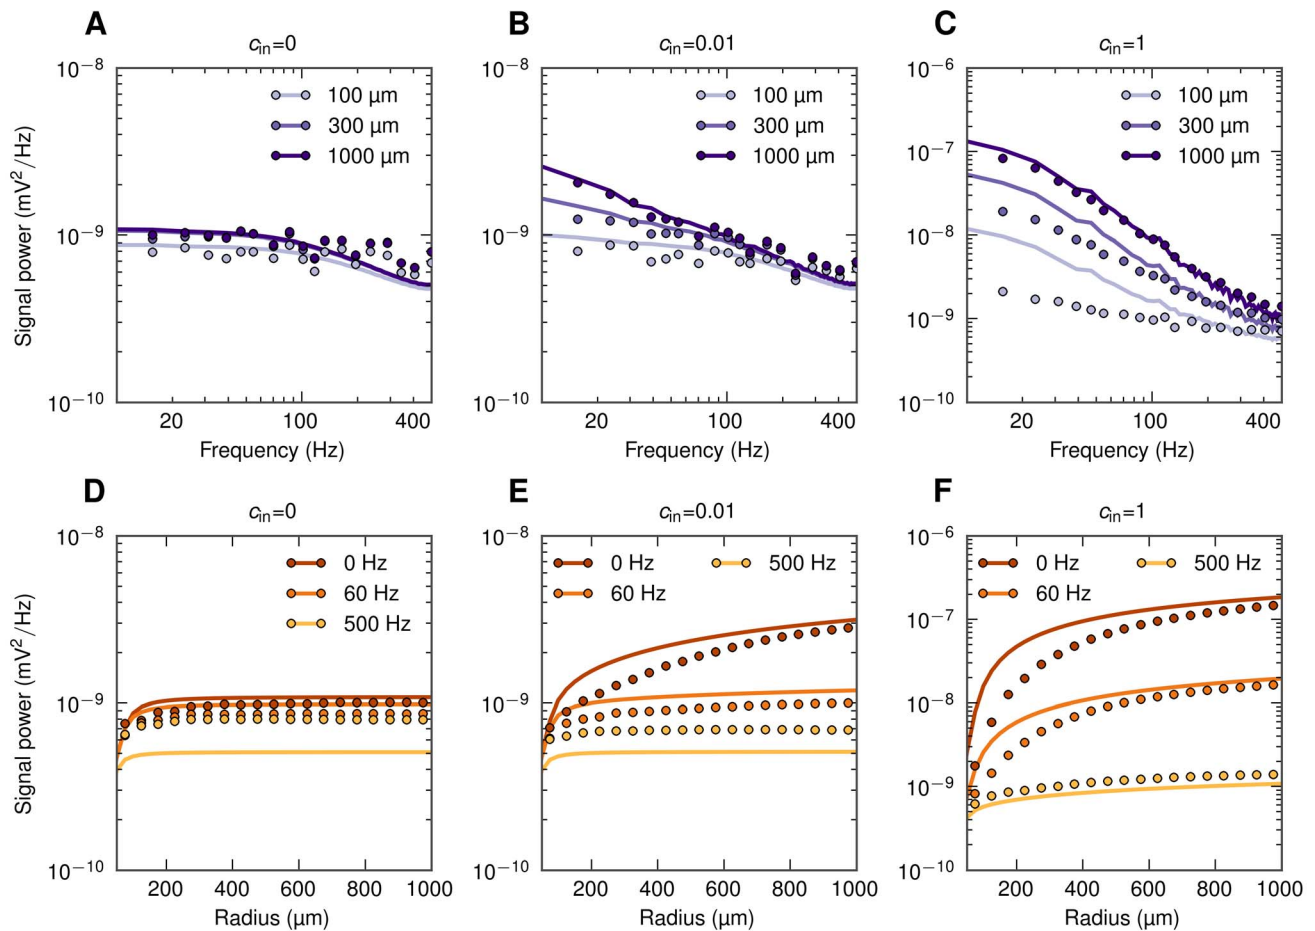 A
B
C
c_in=0
c_in=0.01
c_in=1
Signal power (mV²/Hz)
10⁻⁸
10⁻⁹
10⁻¹⁰
100 μm
300 μm
1000 μm
20
100
400
Frequency (Hz)
10⁻⁸
10⁻⁹
10⁻¹⁰
100 μm
300 μm
1000 μm
20
100
400
Frequency (Hz)
10⁻⁶
10⁻⁷
10⁻⁸
10⁻⁹
10⁻¹⁰
100 μm
300 μm
1000 μm
20
100
400
Frequency (Hz)
D
E
F
c_in=0
c_in=0.01
c_in=1
Signal power (mV²/Hz)
10⁻⁸
10⁻⁹
10⁻¹⁰
0 Hz
60 Hz
500 Hz
200
400
600
800
1000
Radius (μm)
10⁻⁸
10⁻⁹
10⁻¹⁰
0 Hz
60 Hz
500 Hz
200
400
600
800
1000
Radius (μm)
10⁻⁶
10⁻⁷
10⁻⁸
10⁻⁹
10⁻¹⁰
0 Hz
60 Hz
500 Hz
200
400
600
800
1000
Radius (μm)